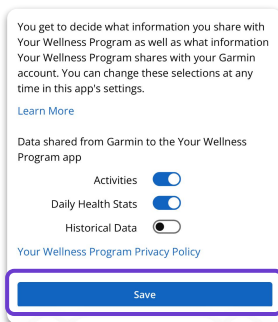 You get to decide what information you share with
Your Wellness Program as well as what information
Your Wellness Program shares with your Garmin
account. You can change these selections at any
time in this app's settings.
Learn More
Data shared from Garmin to the Your Wellness
Program app
Activities
Daily Health Stats
Historical Data
Your Wellness Program Privacy Policy
Save